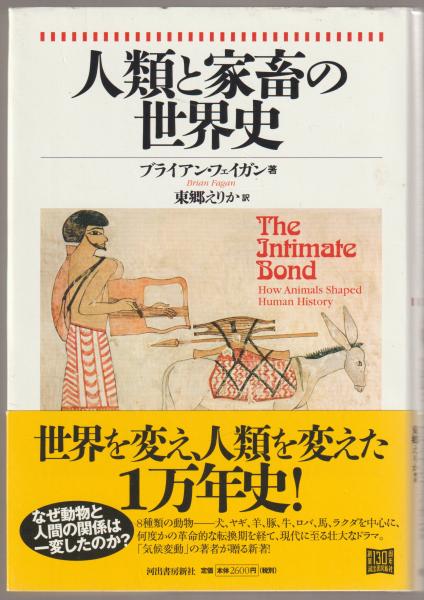 人類と家畜の
世界史
ブライアン・フェイガン 著
Brian Fagan
東郷えりか 訳
The
Intimate
Bond
How Animals Shaped
Human History
世界を変え、人類を変えた
1万年史!
なぜ動物と
人間の関係は
一変したのか?
8種類の動物——犬、ヤギ、羊、豚、牛、ロバ、馬、ラクダを中心に、
何度かの革命的な転換期を経て、現代に至る壮大なドラマ。
「気候変動」の著者が贈る新著!
河出書房新社 定価 本体2600円(税別)
東郷えりか
130